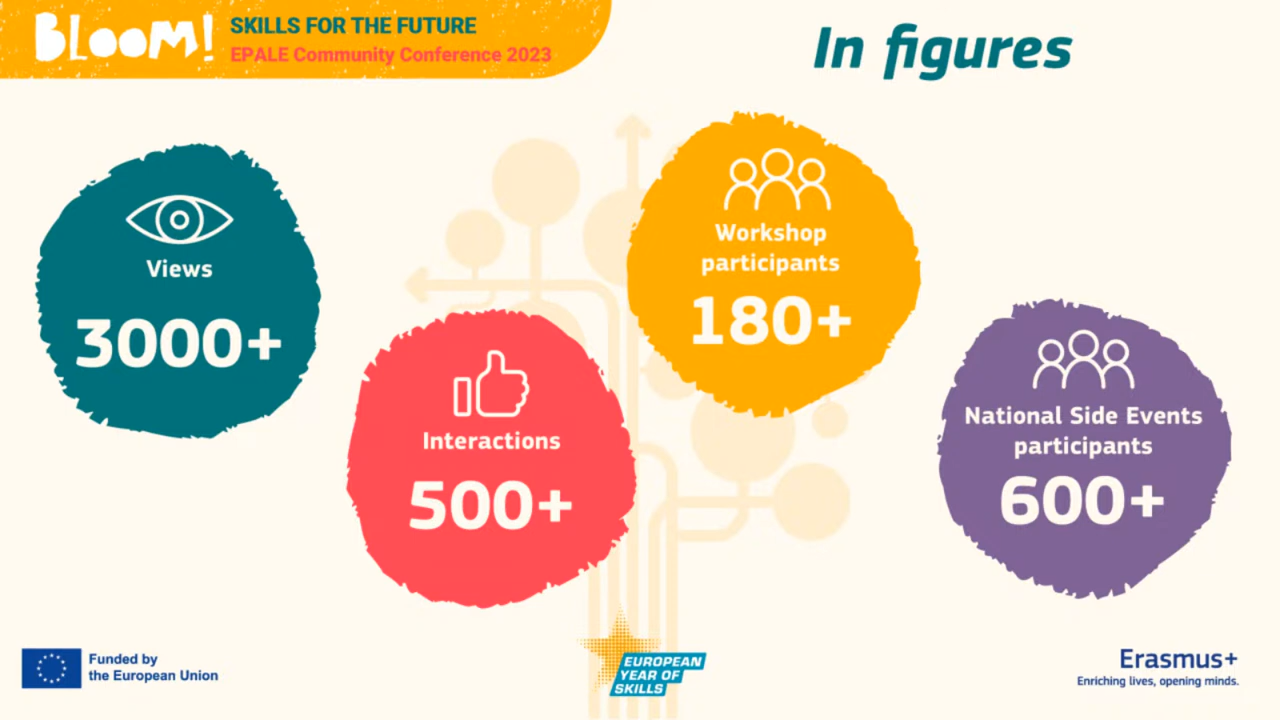 BLOOM!
SKILLS FOR THE FUTURE
EPALE Community Conference 2023
In figures
Views
3000+
Interactions
500+
Workshop
participants
180+
National Side Events
participants
600+
Funded by
the European Union
EUROPEAN
YEAR OF
SKILLS
Erasmus+
Enriching lives, opening minds.